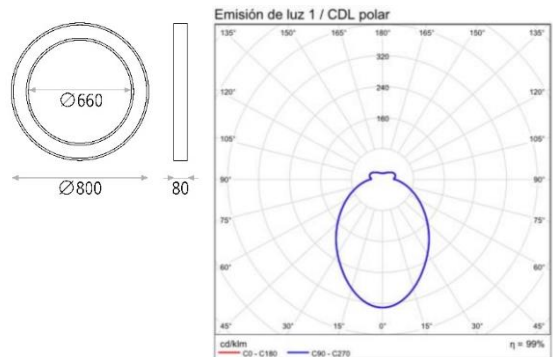 Ø660
Ø800
80
Emisión de luz 1 / CDL polar
135° 150° 165° 180° 165° 150° 135°
320
120° 240 120°
160
105° 105°
90° 90°
75° 75°
60° 60°
45° 30° 15° 0° 15° 30° 45°
cd/klm η = 99%
C0 - C180 C90 - C270